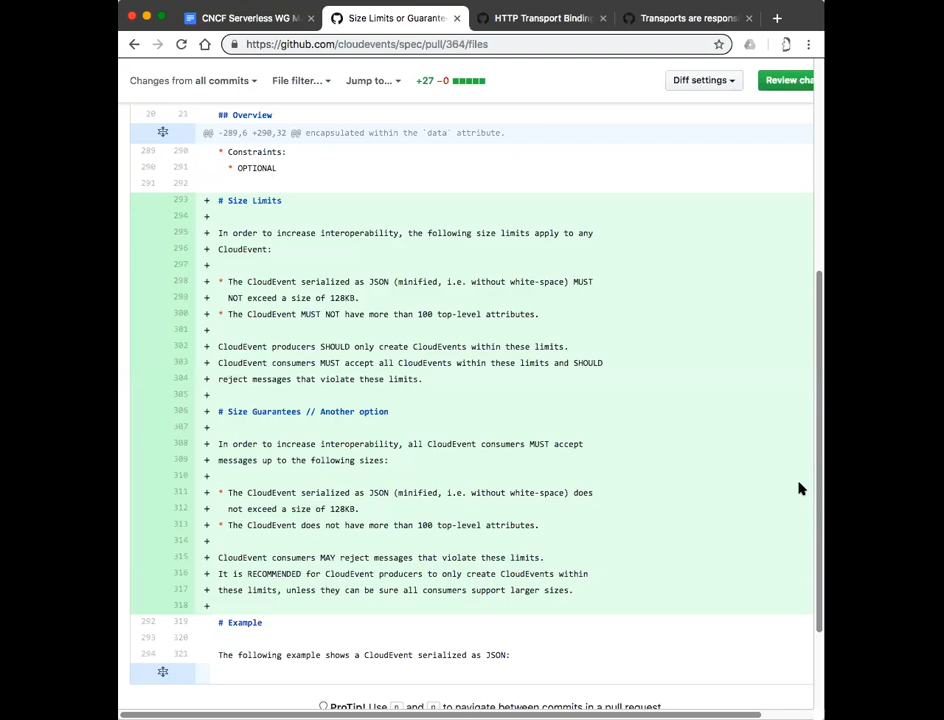 CNCF Serverless WG M
Size Limits or Guarante
HTTP Transport Binding
Transports are respons
https://github.com/cloudevents/spec/pull/364/files
Changes from all commits
File filter...
Jump to...
+27 −0
Diff settings
Review cha
20 21 ## Overview
@@ -289,6 +290,32 @@ encapsulated within the `data` attribute.
289 290 * Constraints:
290 291 * OPTIONAL
291 292
293 + # Size Limits
294 +
295 + In order to increase interoperability, the following size limits apply to any
296 + CloudEvent:
297 +
298 + * The CloudEvent serialized as JSON (minified, i.e. without white-space) MUST
299 + NOT exceed a size of 128KB.
300 + * The CloudEvent MUST NOT have more than 100 top-level attributes.
301 +
302 + CloudEvent producers SHOULD only create CloudEvents within these limits.
303 + CloudEvent consumers MUST accept all CloudEvents within these limits and SHOULD
304 + reject messages that violate these limits.
305 +
306 + # Size Guarantees // Another option
307 +
308 + In order to increase interoperability, all CloudEvent consumers MUST accept
309 + messages up to the following sizes:
310 +
311 + * The CloudEvent serialized as JSON (minified, i.e. without white-space) does
312 + not exceed a size of 128KB.
313 + * The CloudEvent does not have more than 100 top-level attributes.
314 +
315 + CloudEvent consumers MAY reject messages that violate these limits.
316 + It is RECOMMENDED for CloudEvent producers to only create CloudEvents within
317 + these limits, unless they can be sure all consumers support larger sizes.
318 +
292 319 # Example
293 320
294 321 The following example shows a CloudEvent serialized as JSON:
ProTip! Use n and p to navigate between commits in a pull request.